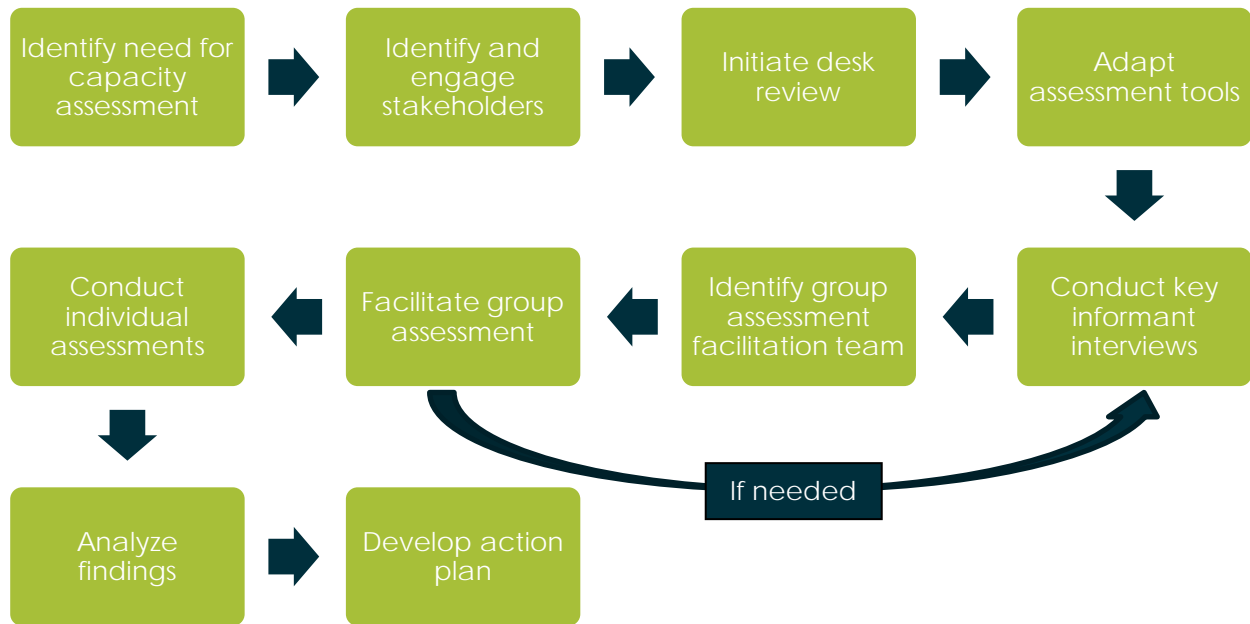 Identify need for
capacity
assessment
Identify and
engage
stakeholders
Initiate desk
review
Adapt
assessment tools
Conduct key
informant
interviews
Identify group
assessment
facilitation team
Facilitate group
assessment
Conduct
individual
assessments
If needed
Analyze
findings
Develop action
plan